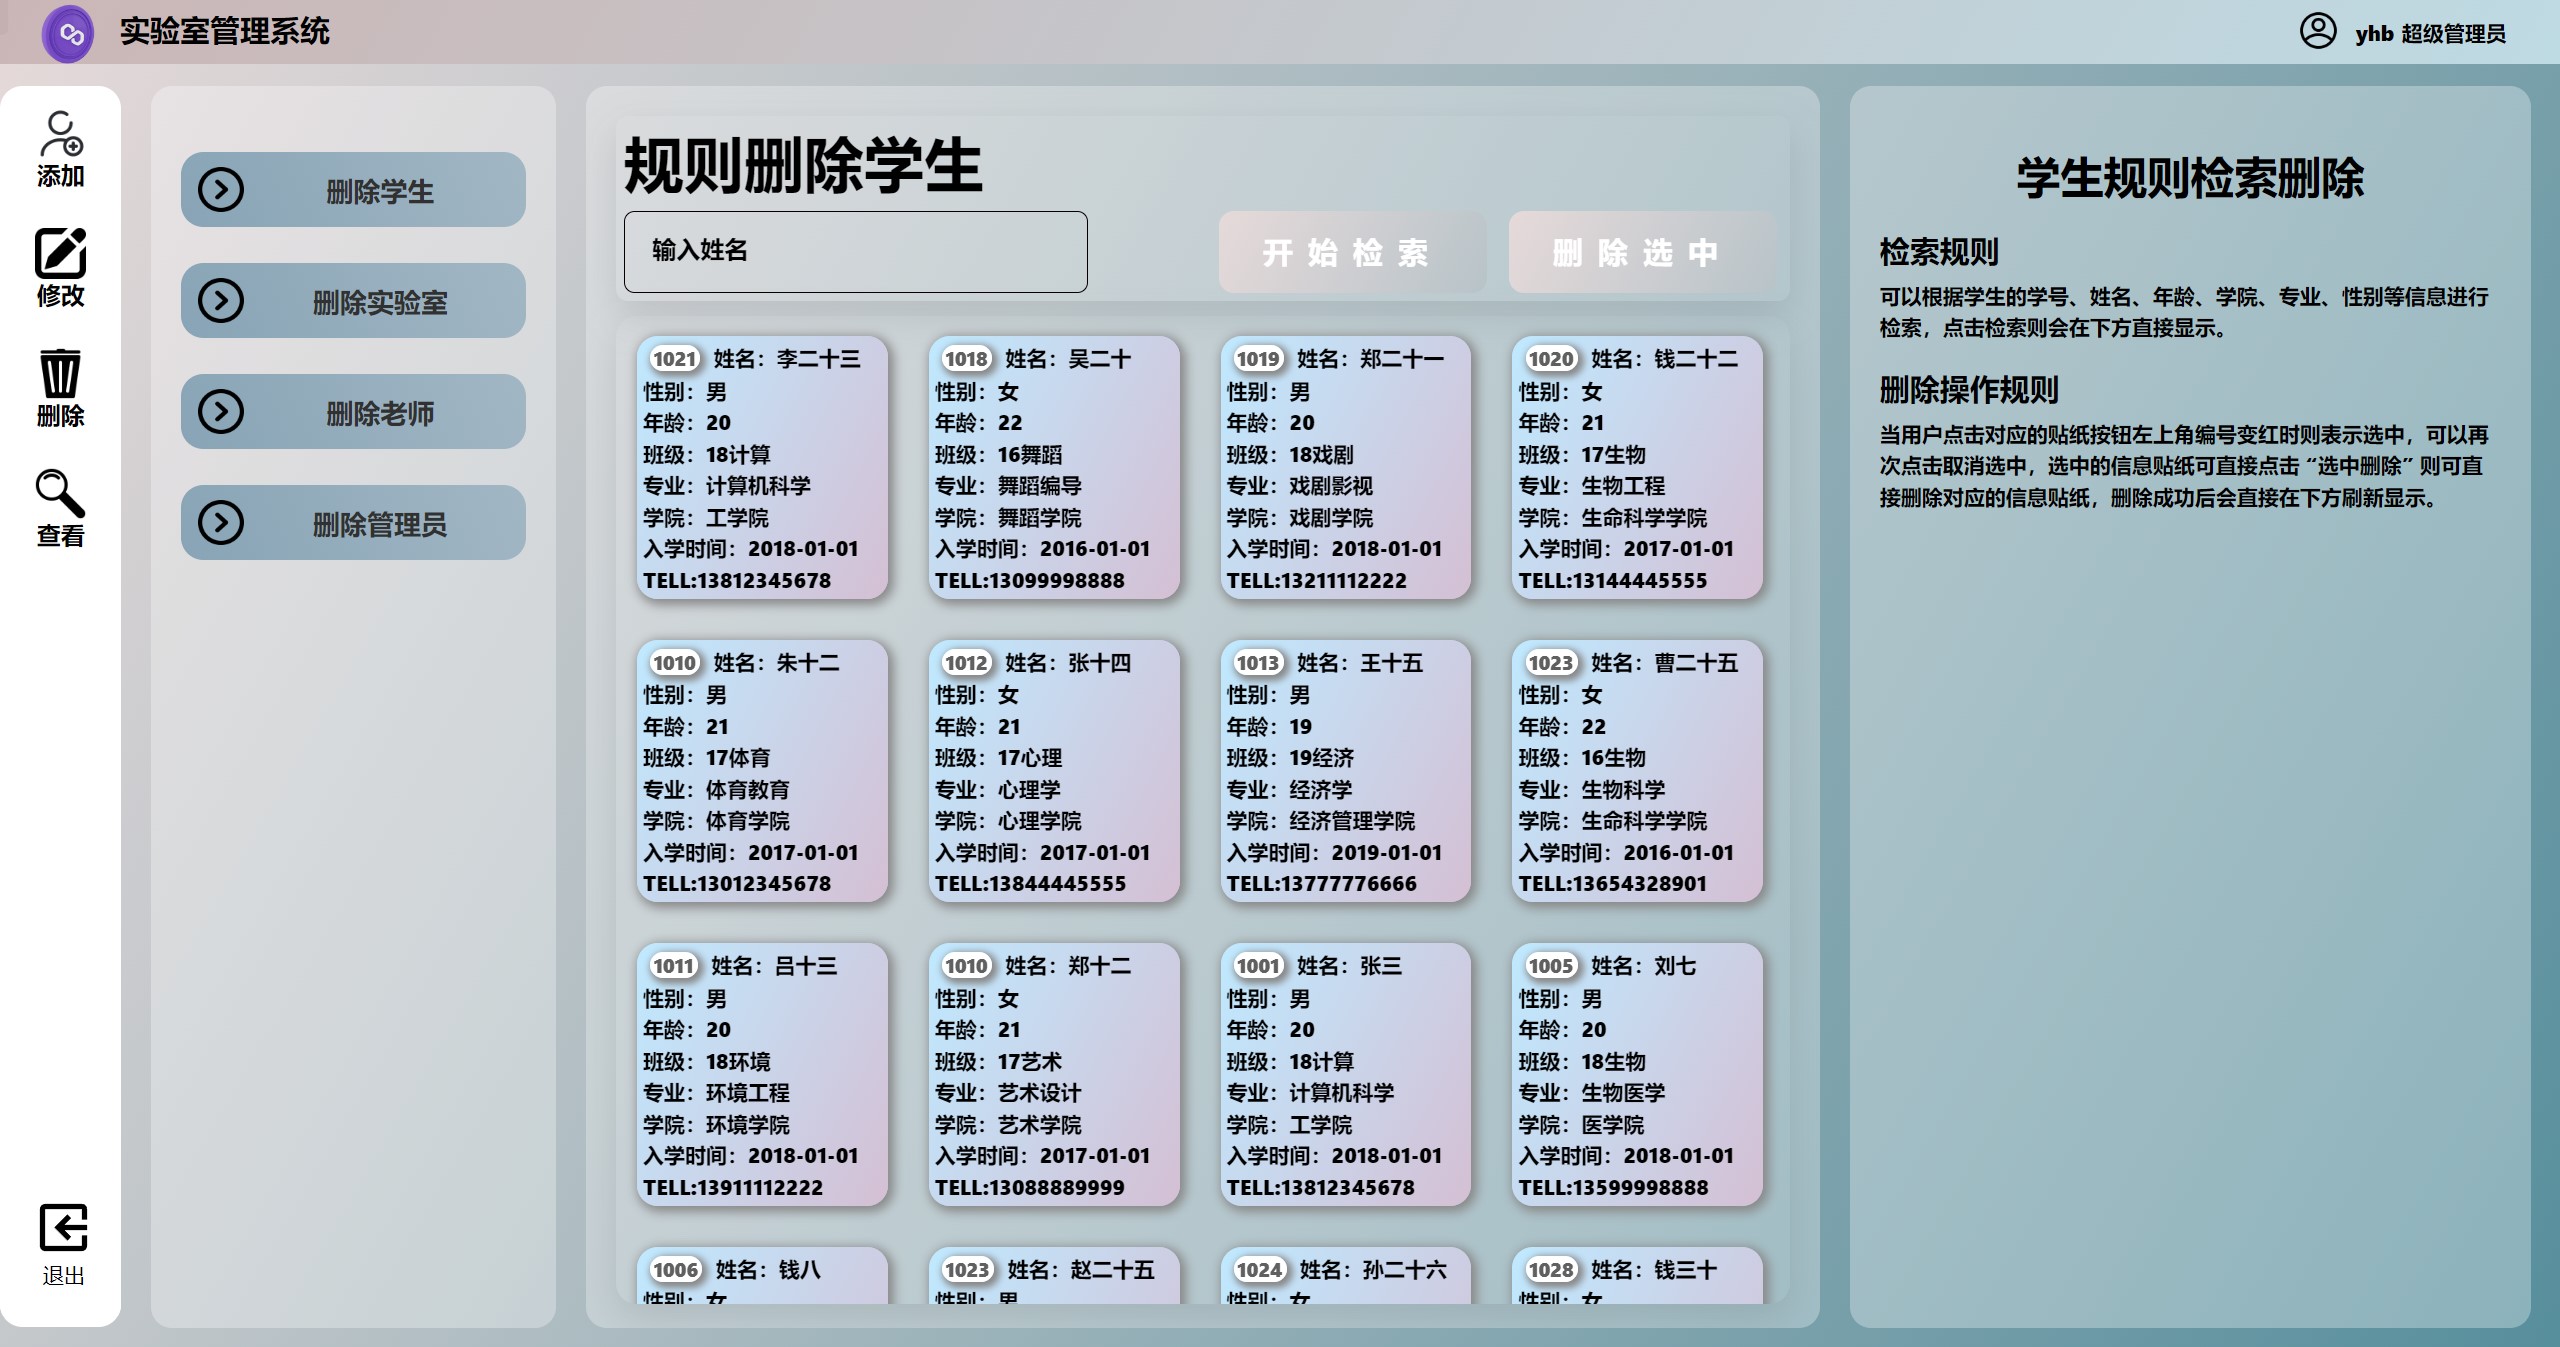 实验室管理系统
yhb 超级管理员
添加
修改
删除
查看
退出
删除学生
删除实验室
删除老师
删除管理员
规则删除学生
输入姓名
开始检索
删除选中
1021 姓名：李二十三
性别：男
年龄：20
班级：18计算
专业：计算机科学
学院：工学院
入学时间：2018-01-01
TELL:13812345678
1018 姓名：吴二十
性别：女
年龄：22
班级：16舞蹈
专业：舞蹈编导
学院：舞蹈学院
入学时间：2016-01-01
TELL:13099998888
1019 姓名：郑二十一
性别：男
年龄：20
班级：18戏剧
专业：戏剧影视
学院：戏剧学院
入学时间：2018-01-01
TELL:13211112222
1020 姓名：钱二十二
性别：女
年龄：21
班级：17生物
专业：生物工程
学院：生命科学学院
入学时间：2017-01-01
TELL:13144445555
1010 姓名：朱十二
性别：男
年龄：21
班级：17体育
专业：体育教育
学院：体育学院
入学时间：2017-01-01
TELL:13012345678
1012 姓名：张十四
性别：女
年龄：21
班级：17心理
专业：心理学
学院：心理学院
入学时间：2017-01-01
TELL:13844445555
1013 姓名：王十五
性别：男
年龄：19
班级：19经济
专业：经济学
学院：经济管理学院
入学时间：2019-01-01
TELL:13777776666
1023 姓名：曹二十五
性别：女
年龄：22
班级：16生物
专业：生物科学
学院：生命科学学院
入学时间：2016-01-01
TELL:13654328901
1011 姓名：吕十三
性别：男
年龄：20
班级：18环境
专业：环境工程
学院：环境学院
入学时间：2018-01-01
TELL:13911112222
1010 姓名：郑十二
性别：女
年龄：21
班级：17艺术
专业：艺术设计
学院：艺术学院
入学时间：2017-01-01
TELL:13088889999
1001 姓名：张三
性别：男
年龄：20
班级：18计算
专业：计算机科学
学院：工学院
入学时间：2018-01-01
TELL:13812345678
1005 姓名：刘七
性别：男
年龄：20
班级：18生物
专业：生物医学
学院：医学院
入学时间：2018-01-01
TELL:13599998888
1006 姓名：钱八
性别：女
1023 姓名：赵二十五
性别：男
1024 姓名：孙二十六
性别：女
1028 姓名：钱三十
性别：女
学生规则检索删除
检索规则
可以根据学生的学号、姓名、年龄、学院、专业、性别等信息进行
检索，点击检索则会在下方直接显示。
删除操作规则
当用户点击对应的贴纸按钮左上角编号变红时则表示选中，可以再
次点击取消选中，选中的信息贴纸可直接点击 “选中删除” 则可直
接删除对应的信息贴纸，删除成功后会直接在下方刷新显示。